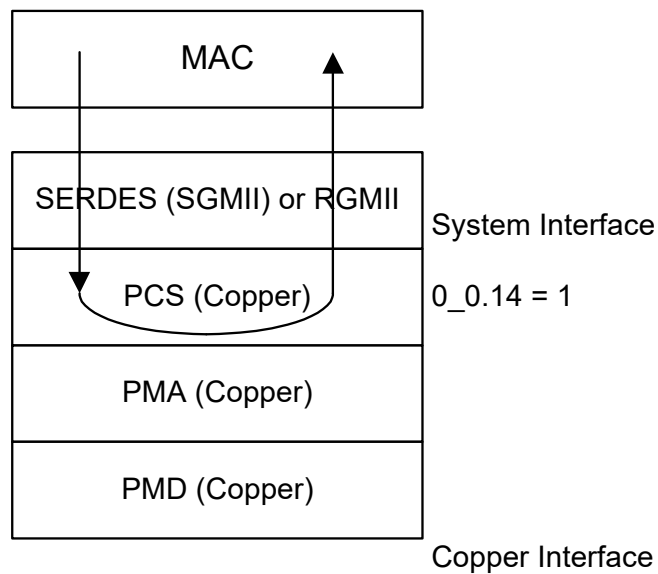 MAC
SERDES (SGMII) or RGMII
System Interface
PCS (Copper)
0_0.14 = 1
PMA (Copper)
PMD (Copper)
Copper Interface